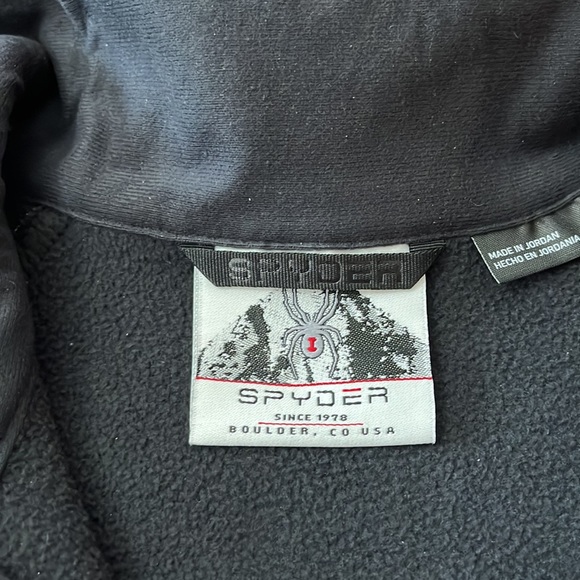 SPYDER
SPYDER
SINCE 1978
BOULDER, CO USA
MADE IN JORDAN
HECHO EN JORDANIA